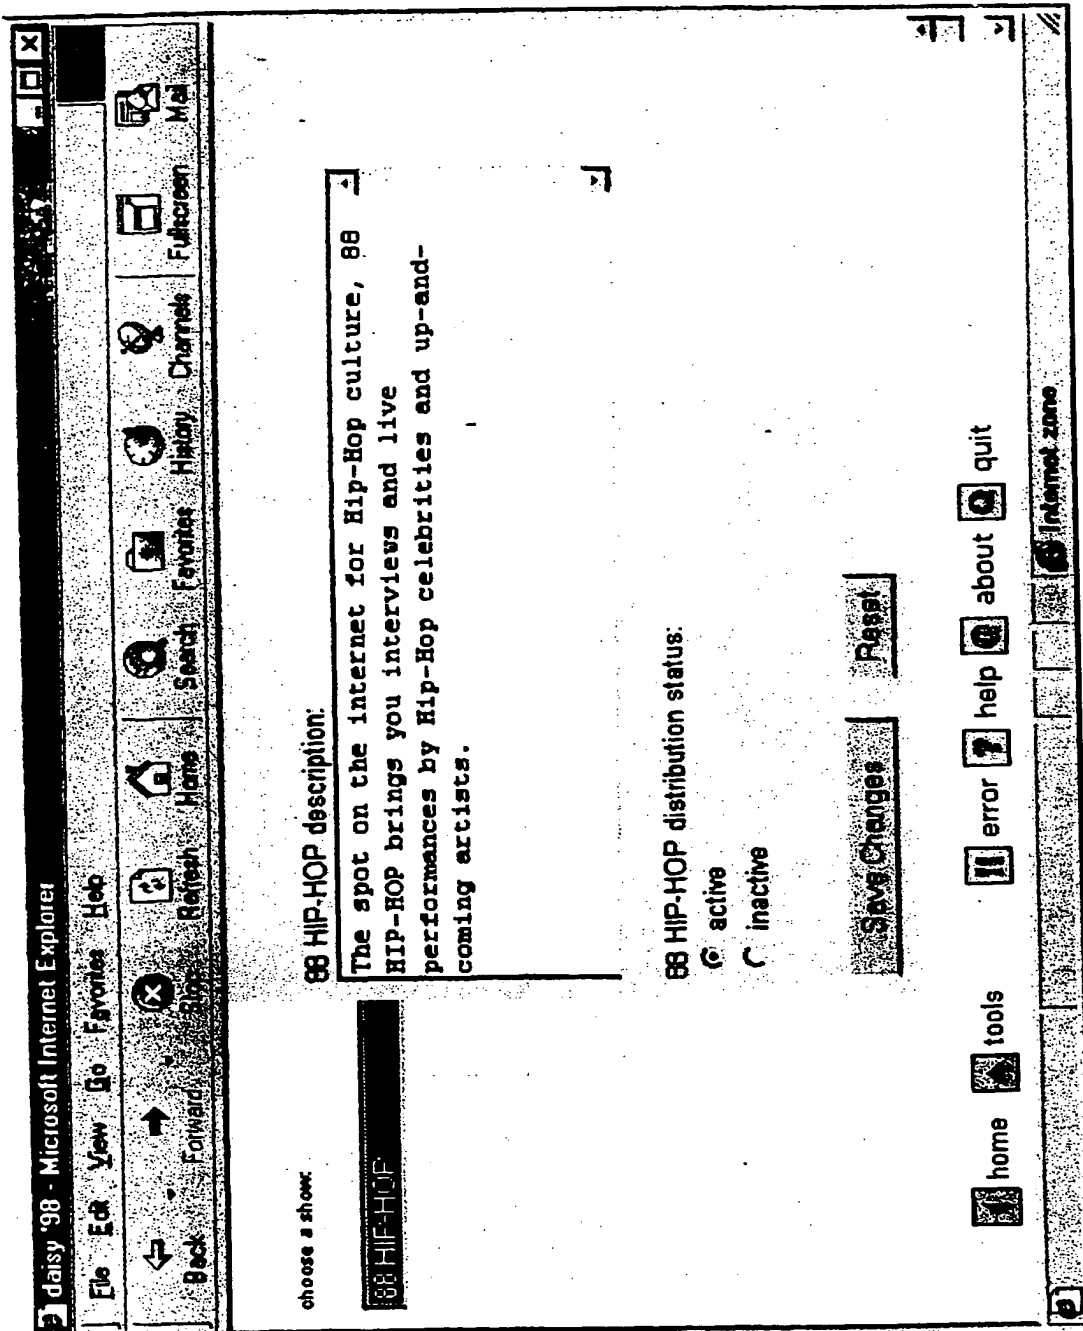 daisy '98 - Microsoft Internet Explorer
File Edit View Go Favorites Help
Back Forward Stop Refresh Home Search Favorites History Channels Fullscreen Mail
choose a show:
88 HIP-HOP
88 HIP-HOP description:
The spot on the internet for Hip-Hop culture, 88
HIP-HOP brings you interviews and live
performances by Hip-Hop celebrities and up-and-
coming artists.
88 HIP-HOP distribution status:
active
inactive
Save Changes Reset
home tools !! error ? help @ about Q quit
Internet zone